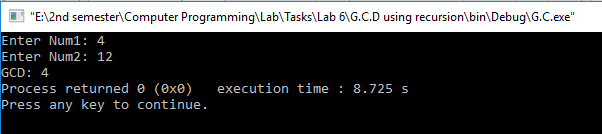 "E:\2nd semester\Computer Programming\Lab\Tasks\Lab 6\G.C.D using recursion\bin\Debug\G.C.exe"
Enter Num1: 4
Enter Num2: 12
GCD: 4
Process returned 0 (0x0)   execution time : 8.725 s
Press any key to continue.